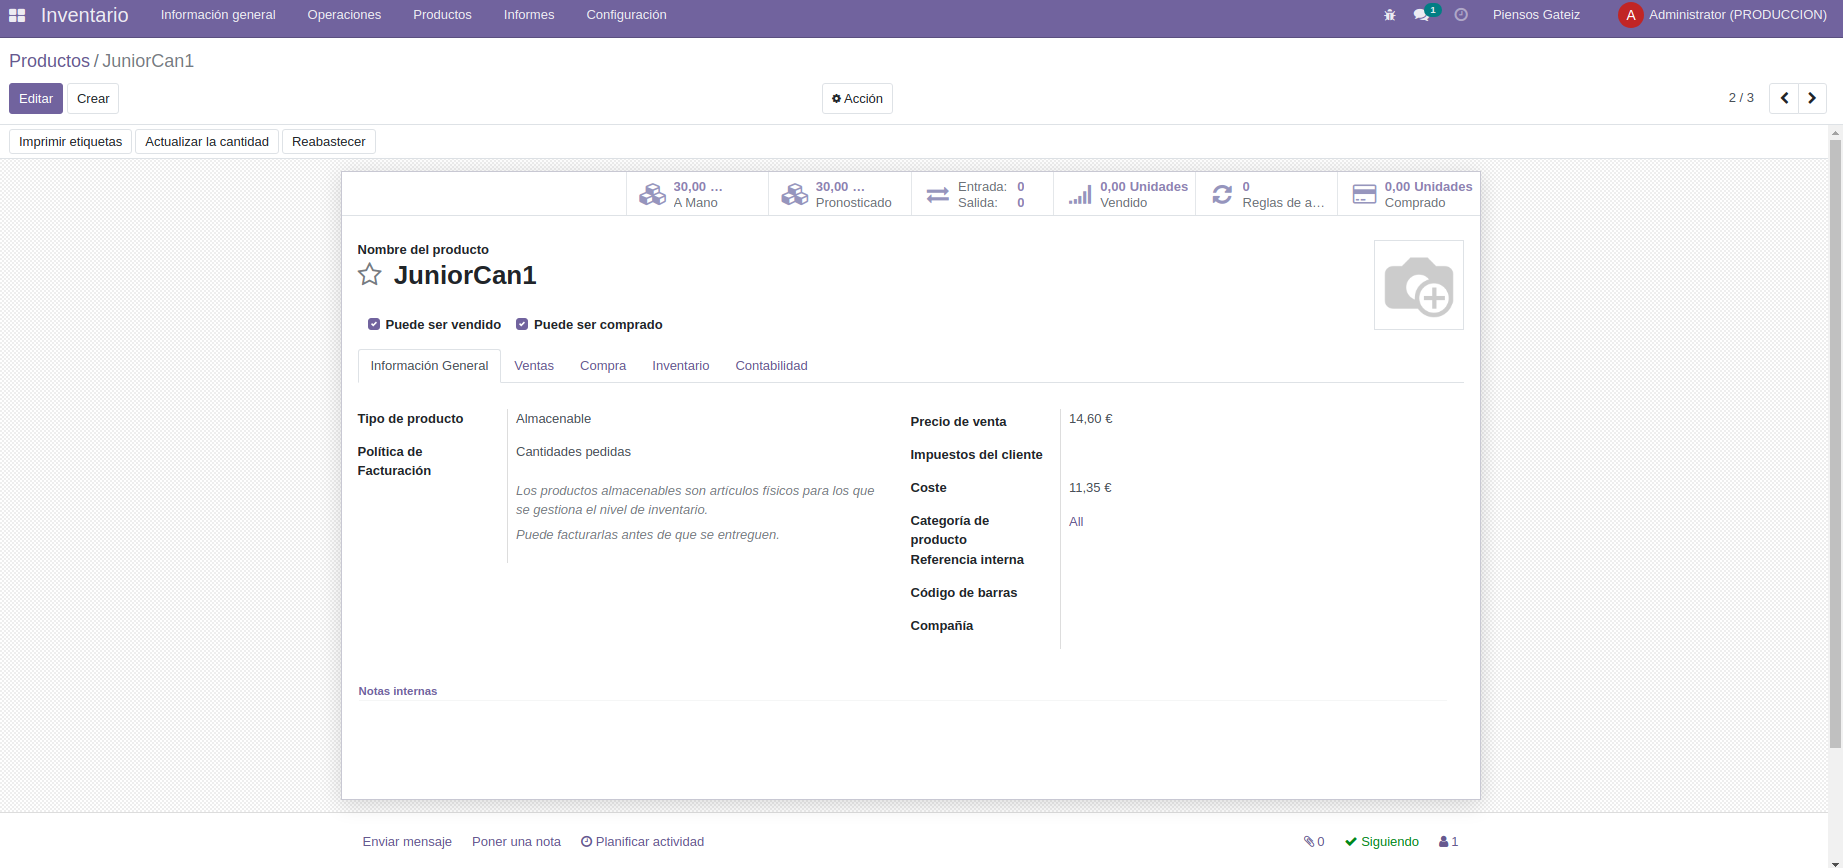 Inventario Información general Operaciones Productos Informes Configuración 1 Piensos Gateiz A Administrator (PRODUCCION)
Productos / JuniorCan1
Editar Crear Acción 2 / 3
Imprimir etiquetas Actualizar la cantidad Reabastecer
30,00 ... 30,00 ... Entrada: 0 0,00 Unidades 0 0,00 Unidades
A Mano Pronosticado Salida: 0 Vendido Reglas de a... Comprado
Nombre del producto
JuniorCan1
Puede ser vendido Puede ser comprado
Información General Ventas Compra Inventario Contabilidad
Tipo de producto Almacenable
Política de Facturación Cantidades pedidas
Los productos almacenables son artículos físicos para los que
se gestiona el nivel de inventario.
Puede facturarlas antes de que se entreguen.
Precio de venta 14,60 €
Impuestos del cliente
Coste 11,35 €
Categoría de producto All
Referencia interna
Código de barras
Compañía
Notas internas
Enviar mensaje Poner una nota Planificar actividad 0 Siguiendo 1